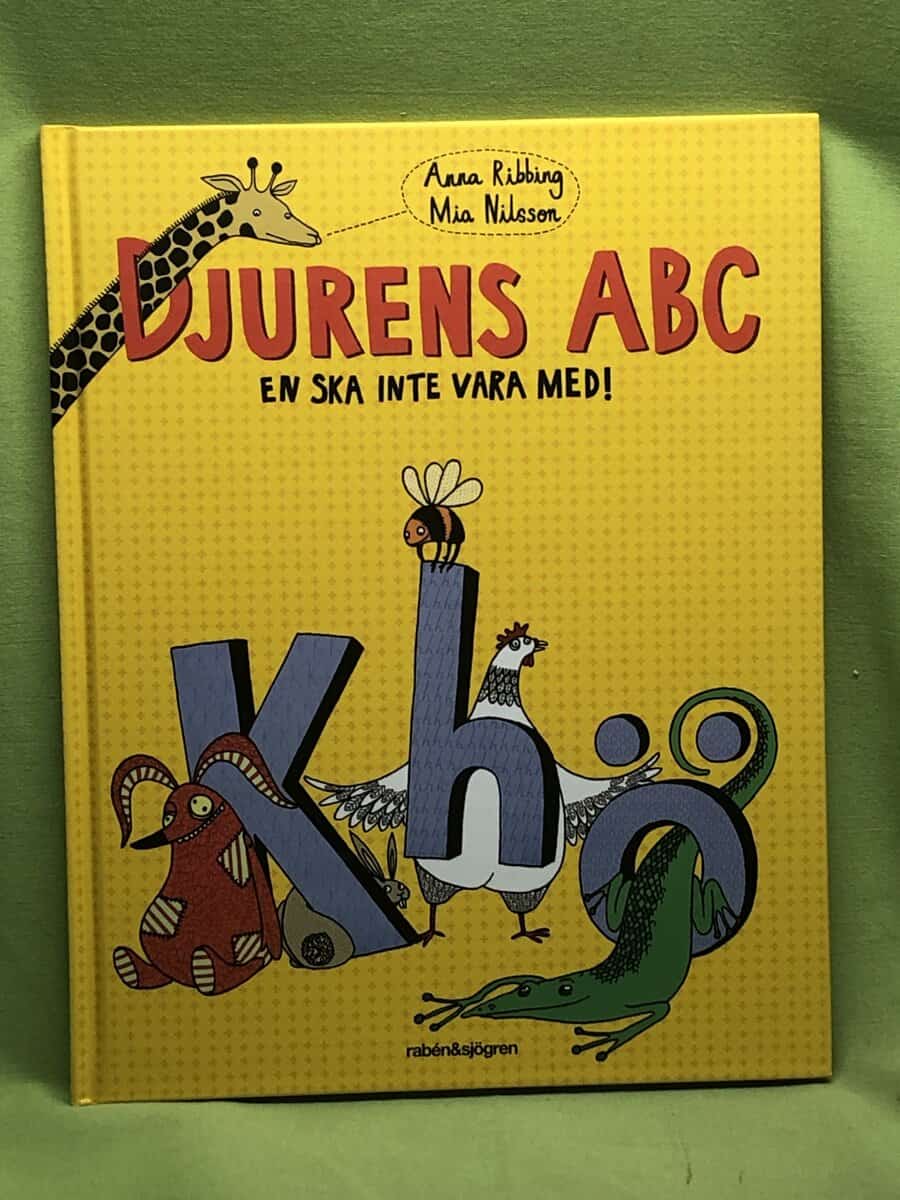 Anna Ribbing
Mia Nilsson
DJURENS ABC
EN SKA INTE VARA MED!
K h ö
rabén&sjögren